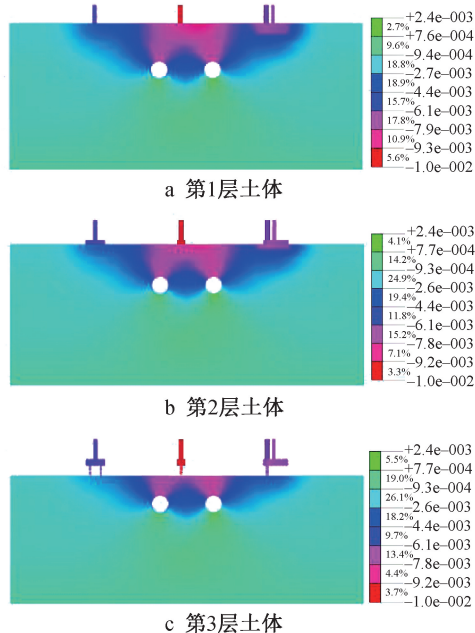 +2.4e–003
2.7%
+7.6e–004
9.6%
–9.4e–004
18.8%
–2.7e–003
18.9%
–4.4e–003
15.7%
–6.1e–003
17.8%
–7.9e–003
10.9%
–9.3e–003
5.6%
–1.0e–002
a 第1层土体
+2.4e–003
4.1%
+7.7e–004
14.2%
–9.3e–004
24.9%
–2.6e–003
19.4%
–4.4e–003
11.8%
–6.1e–003
15.2%
–7.8e–003
7.1%
–9.2e–003
3.3%
–1.0e–002
b 第2层土体
+2.4e–003
5.5%
+7.7e–004
19.0%
–9.3e–004
26.1%
–2.6e–003
18.2%
–4.4e–003
9.7%
–6.1e–003
13.4%
–7.8e–003
4.4%
–9.2e–003
3.7%
–1.0e–002
c 第3层土体